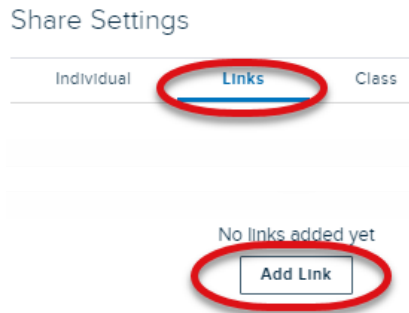 Share Settings
Individual Links Class
No links added yet
Add Link